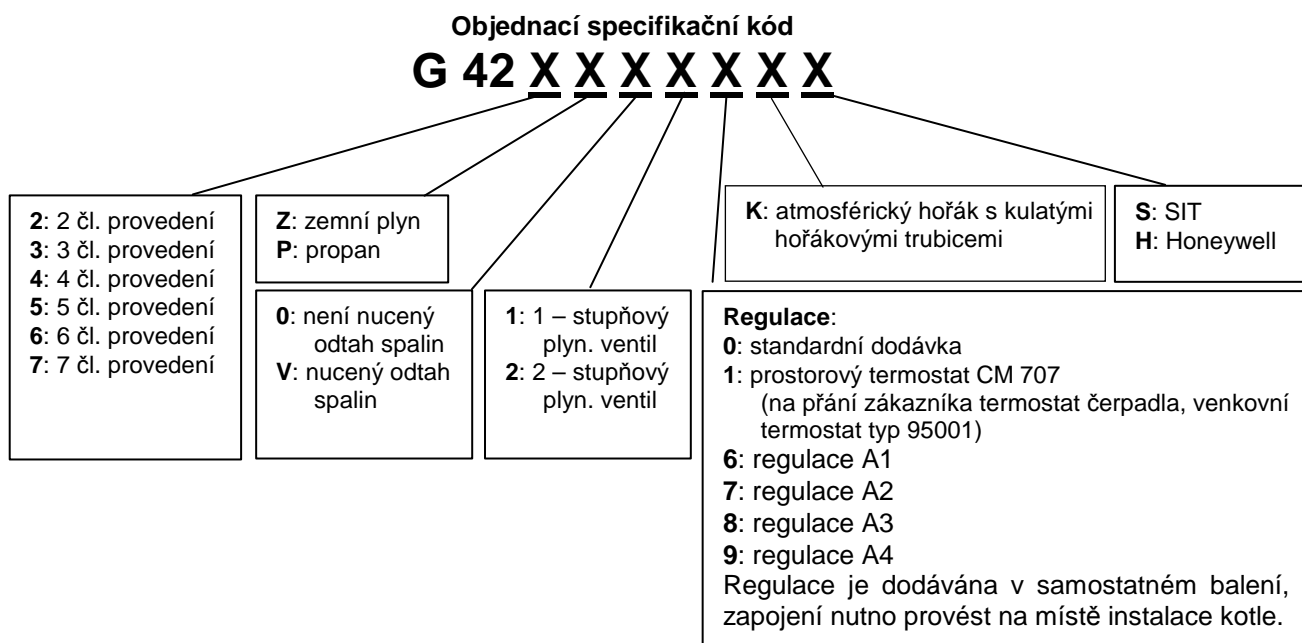 Objednací specifikační kód
G 42 X X X X X X X
2: 2 čl. provedení
3: 3 čl. provedení
4: 4 čl. provedení
5: 5 čl. provedení
6: 6 čl. provedení
7: 7 čl. provedení
Z: zemní plyn
P: propan
0: není nucený
odtah spalin
V: nucený odtah
spalin
1: 1 – stupňový
plyn. ventil
2: 2 – stupňový
plyn. ventil
Regulace:
0: standardní dodávka
1: prostorový termostat CM 707
(na přání zákazníka termostat čerpadla, venkovní
termostat typ 95001)
6: regulace A1
7: regulace A2
8: regulace A3
9: regulace A4
Regulace je dodávána v samostatném balení,
zapojení nutno provést na místě instalace kotle.
K: atmosférický hořák s kulatými
hořákovými trubicemi
S: SIT
H: Honeywell